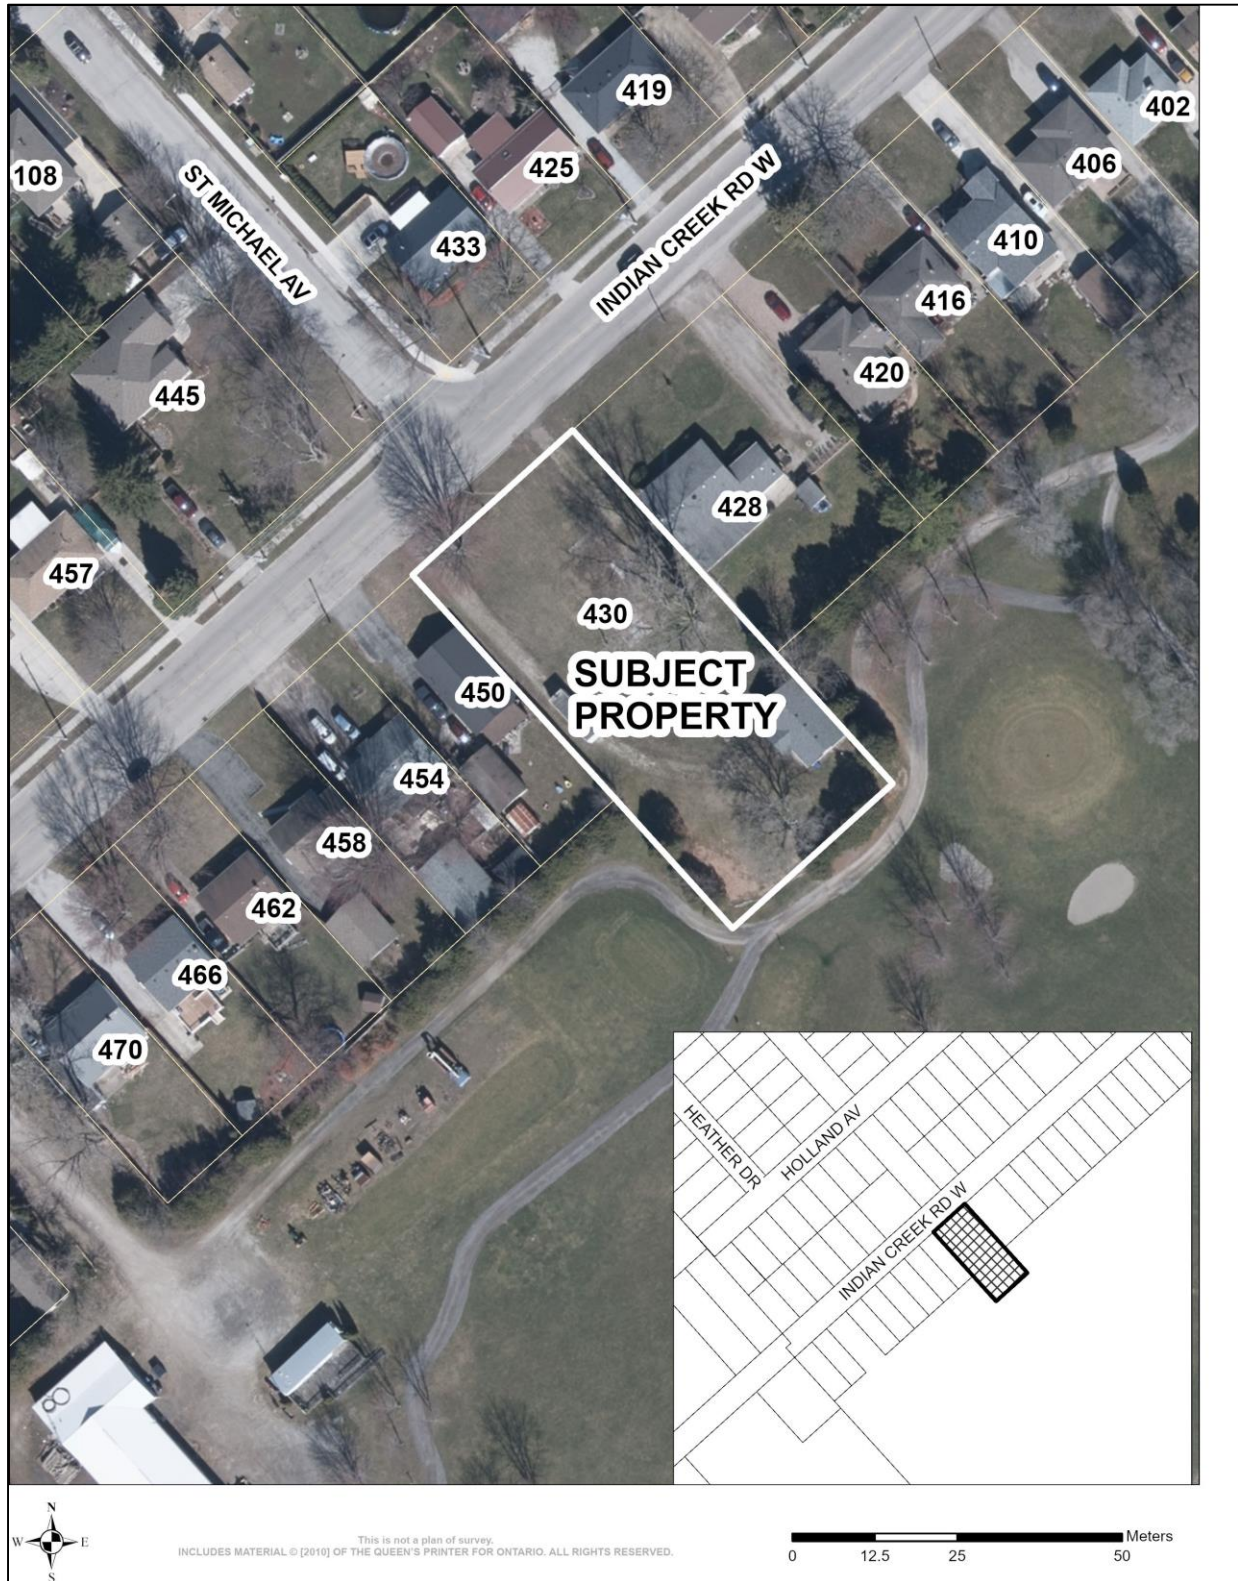 419
402
425
406
108
ST MICHAEL AV
433
INDIAN CREEK RD W
410
416
420
445
428
457
430
SUBJECT
PROPERTY
450
454
458
462
466
470
HEATHER DR
HOLLAND AV
INDIAN CREEK RD W
N
W E
S
This is not a plan of survey.
INCLUDES MATERIAL © [2010] OF THE QUEEN'S PRINTER FOR ONTARIO. ALL RIGHTS RESERVED.
Meters
0 12.5 25 50